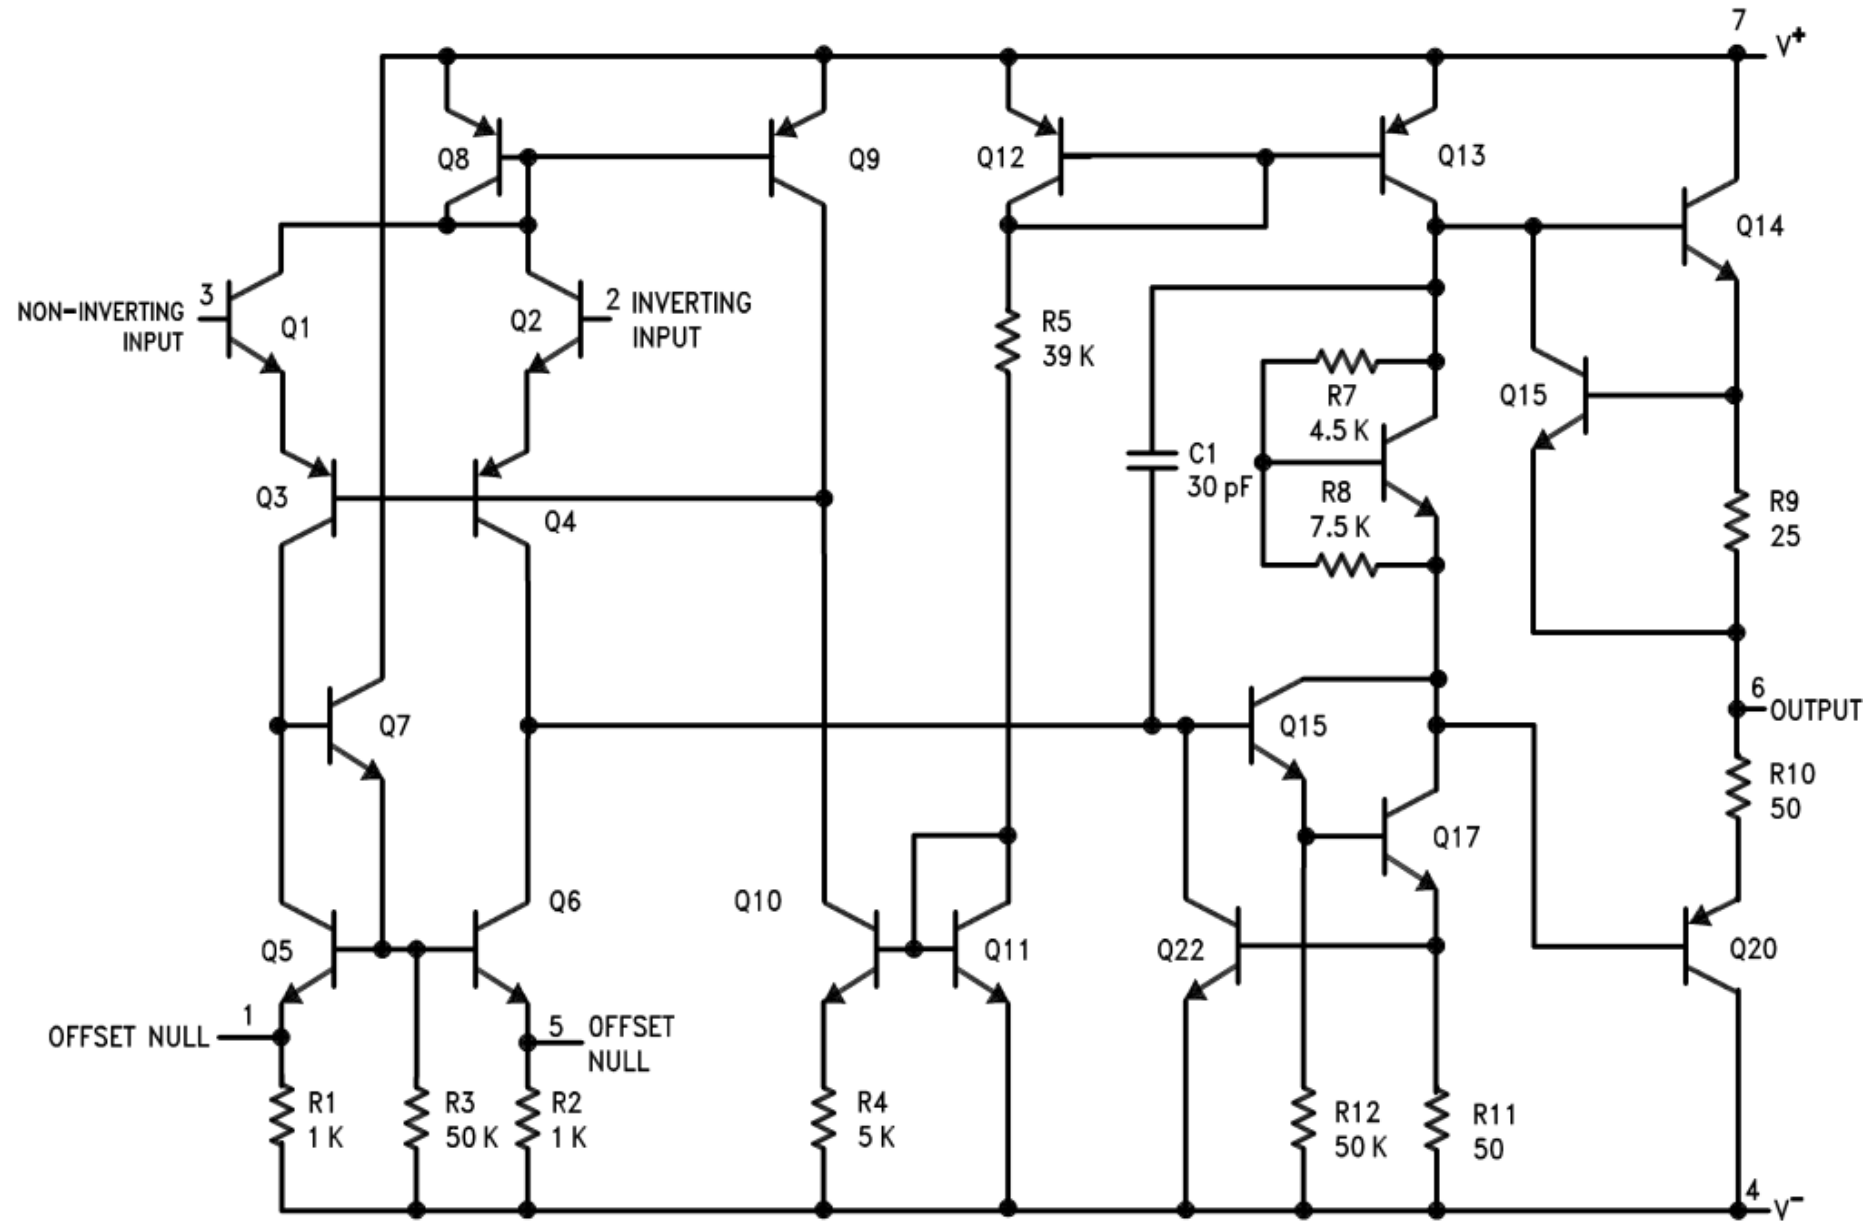 7
V+
Q8
Q9
Q12
Q13
Q14
NON-INVERTING
INPUT
3
Q1
Q2
2
INVERTING
INPUT
R5
39 K
R7
4.5 K
Q15
Q3
Q4
C1
30 pF
R8
7.5 K
R9
25
Q7
Q15
6
OUTPUT
R10
50
Q17
Q5
Q6
Q10
Q11
Q22
Q20
OFFSET NULL
1
5
OFFSET
NULL
R1
1 K
R3
50 K
R2
1 K
R4
5 K
R12
50 K
R11
50
4
V-